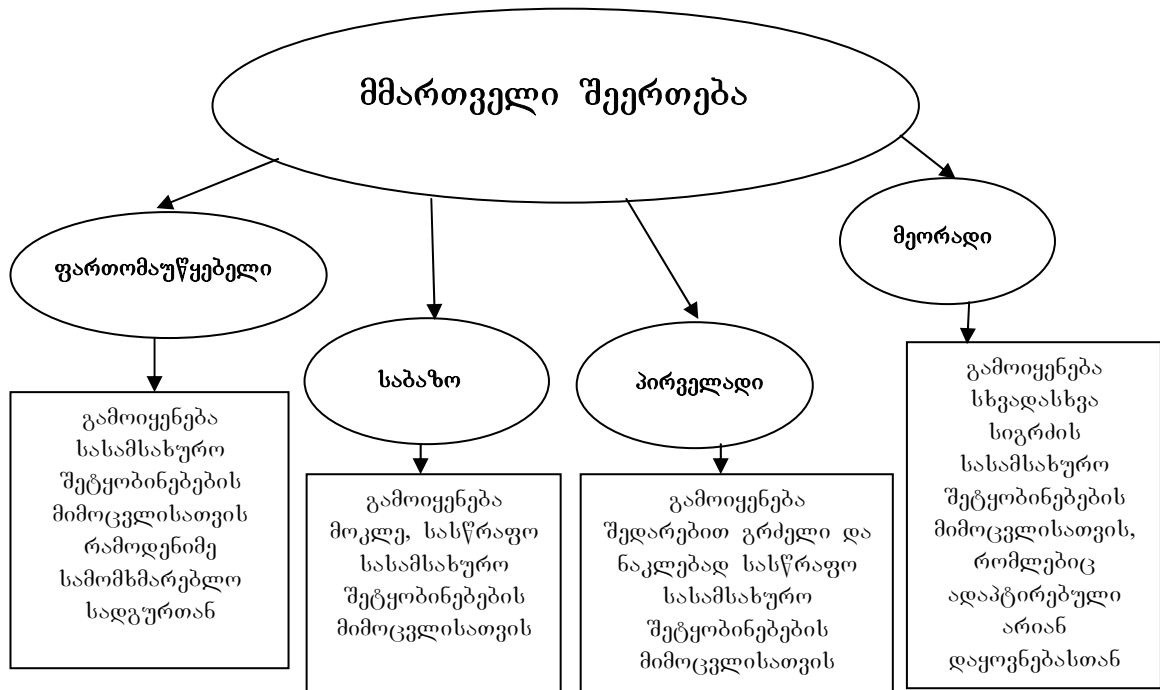 მმართველი შეერთება
ფართომაუწყებელი
გამოიყენება
სასამსახურო
შეტყობინებების
მიმოცვლისათვის
რამოდენიმე
სამომხმარებლო
სადგურთან
საბაზო
გამოიყენება
მოკლე, სასწრაფო
სასამსახურო
შეტყობინებების
მიმოცვლისათვის
პირველადი
გამოიყენება
შედარებით გრძელი და
ნაკლებად სასწრაფო
სასამსახურო
შეტყობინებების
მიმოცვლისათვის
მეორადი
გამოიყენება
სხვადასხვა
სიგრძის
სასამსახურო
შეტყობინებების
მიმოცვლისათვის,
რომლებიც
ადაპტირებული
არიან
დაყოვნებასთან